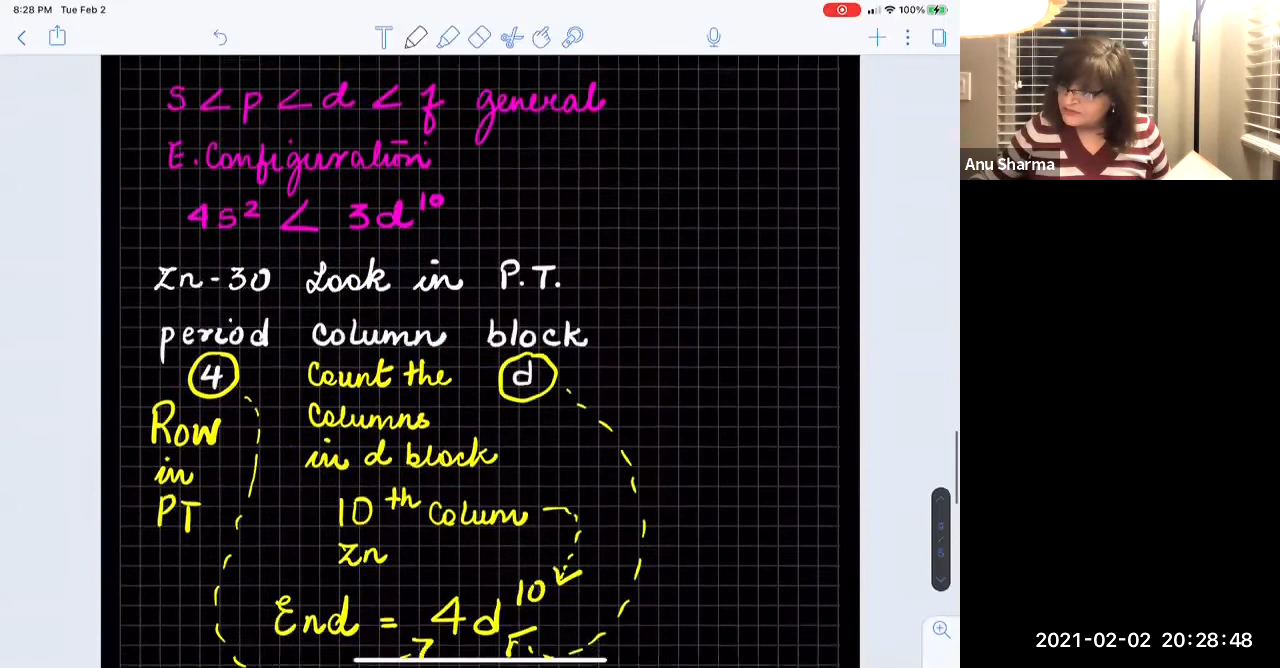 8:28 PM Tue Feb 2
100%
S < p < d < f general
E. Configuration
4s² < 3d¹⁰
Zn - 30 Look in P.T.
period Column block
4 Count the d
Row Columns
in in d block
PT 10th Column
Zn
End = 4d¹⁰
Anu Sharma
2021-02-02 20:28:48